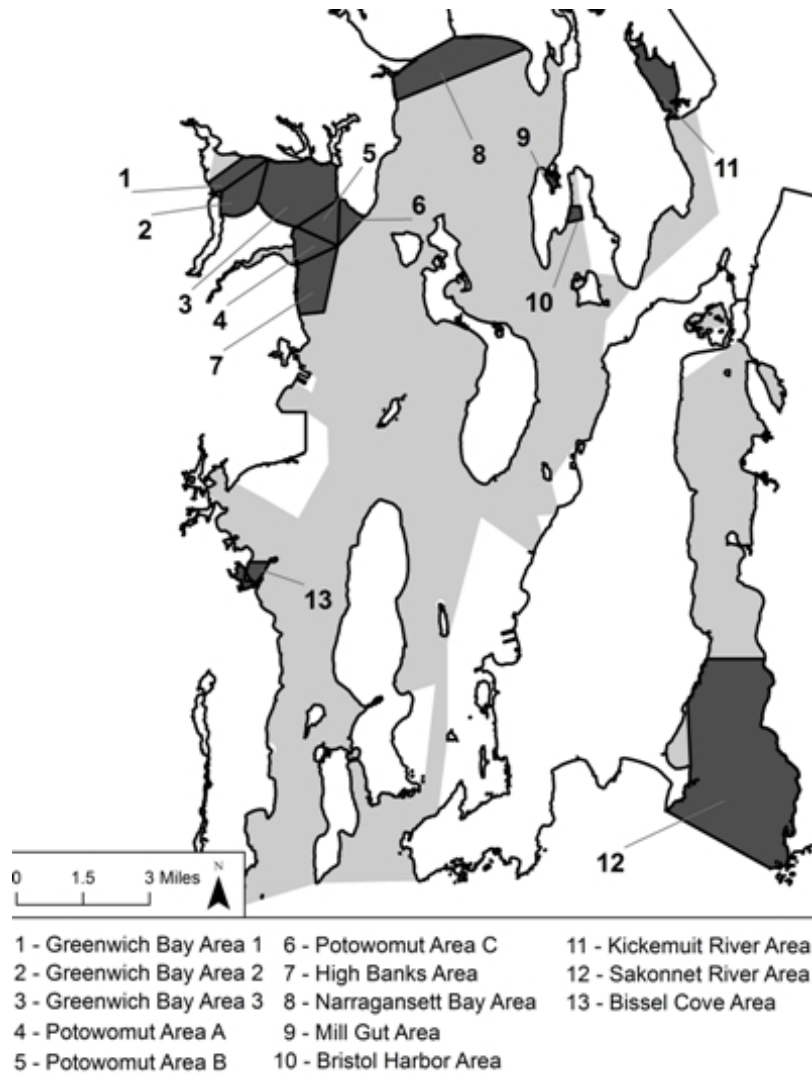 8
9
11
5
1
6
2
10
3
4
7
13
12
N
0 1.5 3 Miles
1 - Greenwich Bay Area 1
2 - Greenwich Bay Area 2
3 - Greenwich Bay Area 3
4 - Potowomut Area A
5 - Potowomut Area B
6 - Potowomut Area C
7 - High Banks Area
8 - Narragansett Bay Area
9 - Mill Gut Area
10 - Bristol Harbor Area
11 - Kickemuit River Area
12 - Sakonnet River Area
13 - Bissel Cove Area